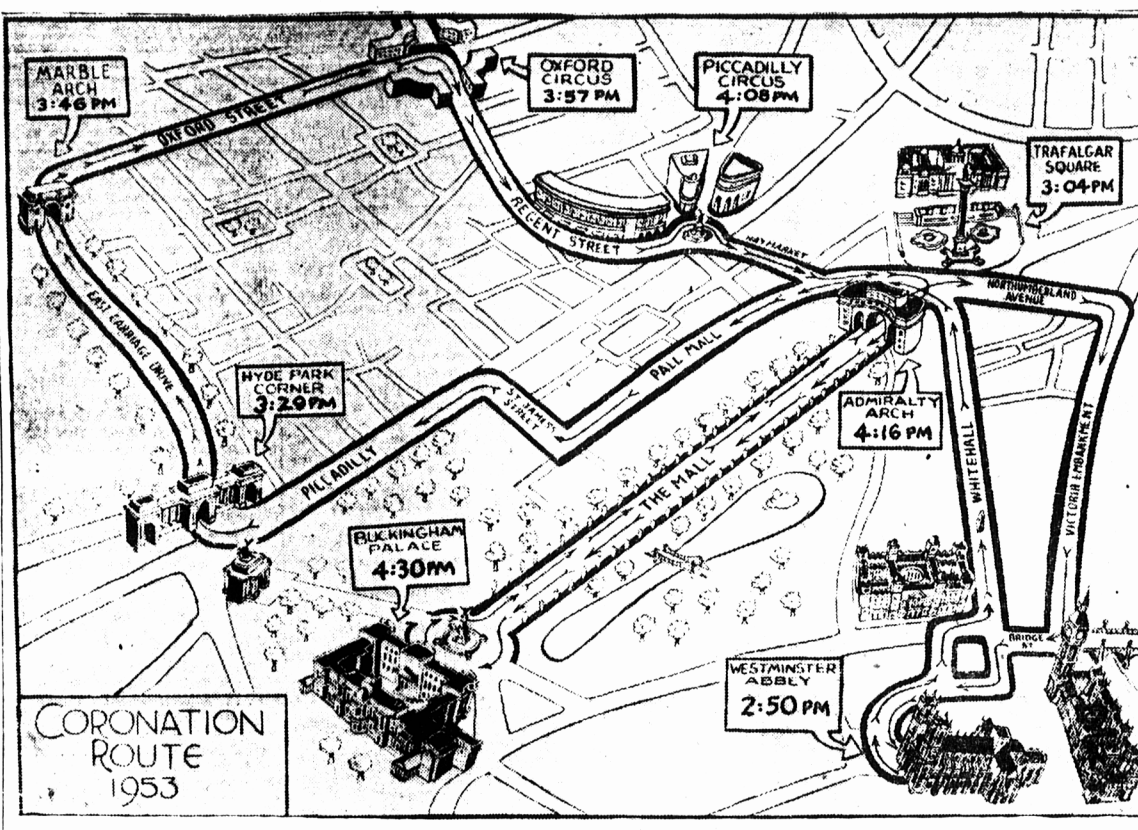 MARBLE
ARCH
3:46 PM
OXFORD
CIRCUS
3:57 PM
PICCADILLY
CIRCUS
4:08 PM
TRAFALGAR
SQUARE
3:04 PM
OXFORD STREET
REGENT STREET
HAYMARKET
NORTHUMBERLAND
AVENUE
EAST CARRIAGE DRIVE
HYDE PARK
CORNER
3:29 PM
PALL MALL
ST JAMES
STREET
ADMIRALTY
ARCH
4:16 PM
PICADILLY
THE MALL
WHITEHALL
VICTORIA EMBANKMENT
BUCKINGHAM
PALACE
4:30 PM
BRIDGE
ST
WESTMINSTER
ABBEY
2:50 PM
CORONATION
ROUTE
1953